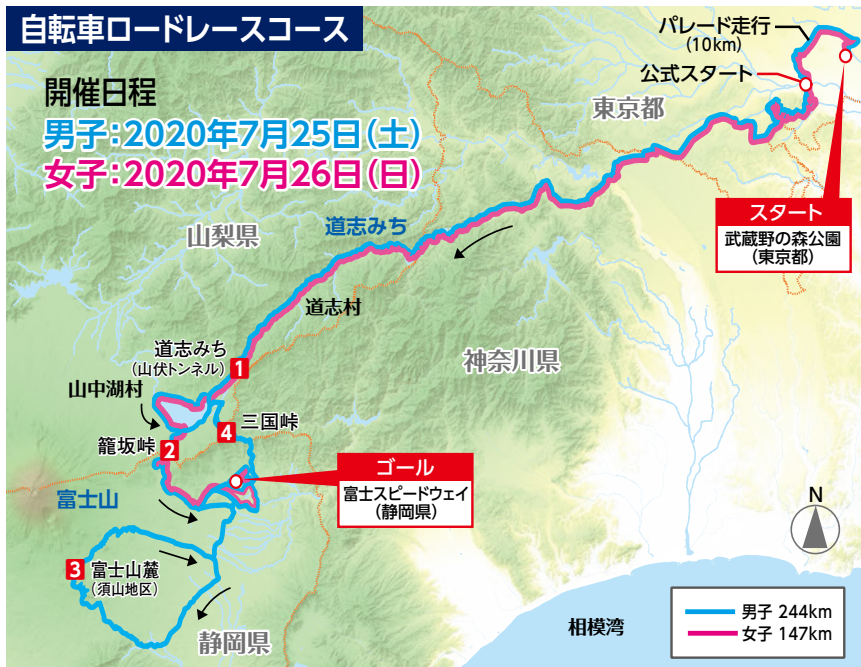 自転車ロードレースコース
開催日程
男子：2020年7月25日（土）
女子：2020年7月26日（日）
パレード走行
（10km）
公式スタート
東京都
スタート
武蔵野の森公園
（東京都）
道志みち
山梨県
道志村
神奈川県
道志みち
（山伏トンネル）
1
山中湖村
4
三国峠
籠坂峠
2
ゴール
富士スピードウェイ
（静岡県）
富士山
3
富士山麓
（須山地区）
静岡県
相模湾
N
男子 244km
女子 147km